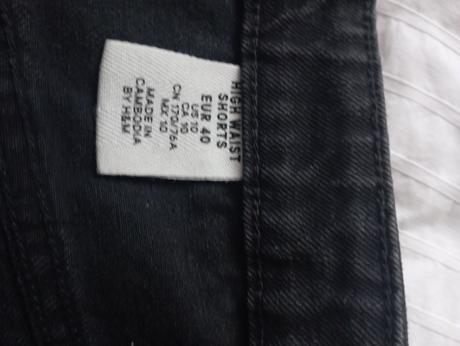 HIGH WAIST
SHORTS
EUR 40
US 10
CA 10
CN 170/76A
MX 10
MADE IN
CAMBODIA
BY H&M